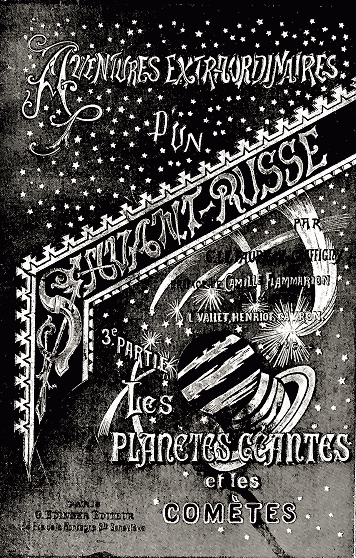 AVENTURES EXTRAORDINAIRES
D'UN
SAVANT-RUSSE
PAR
CAMILLE FLAMMARION
L. VALLET, HENRIOT, CAYRON
3e PARTIE
LES
PLANÈTES GÉANTES
et les
COMÈTES
PARIS
G. EDINGER ÉDITEUR